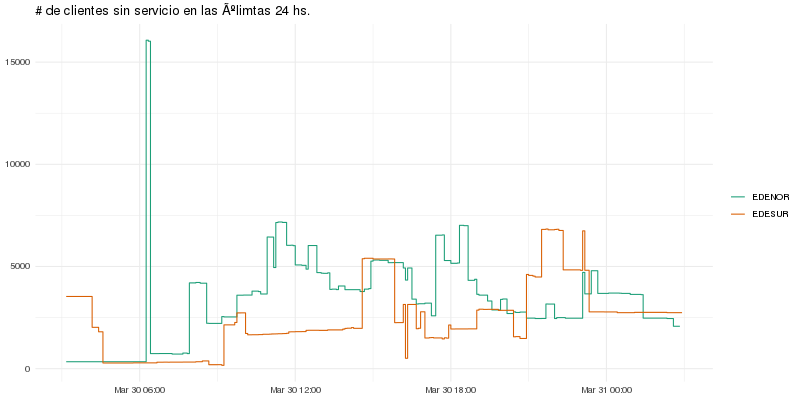 # de clientes sin servicio en las Ãºlimtas 24 hs.
15000
10000
5000
0
Mar 30 06:00
Mar 30 12:00
Mar 30 18:00
Mar 31 00:00
EDENOR
EDESUR